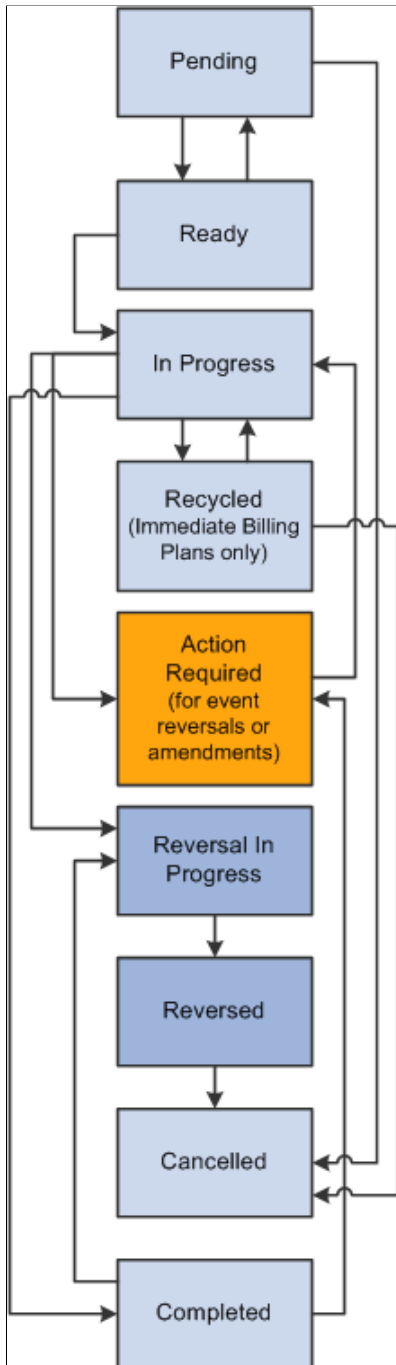 Pending
Ready
In Progress
Recycled
(Immediate Billing
Plans only)
Action
Required
(for event
reversals or
amendments)
Reversal In
Progress
Reversed
Cancelled
Completed